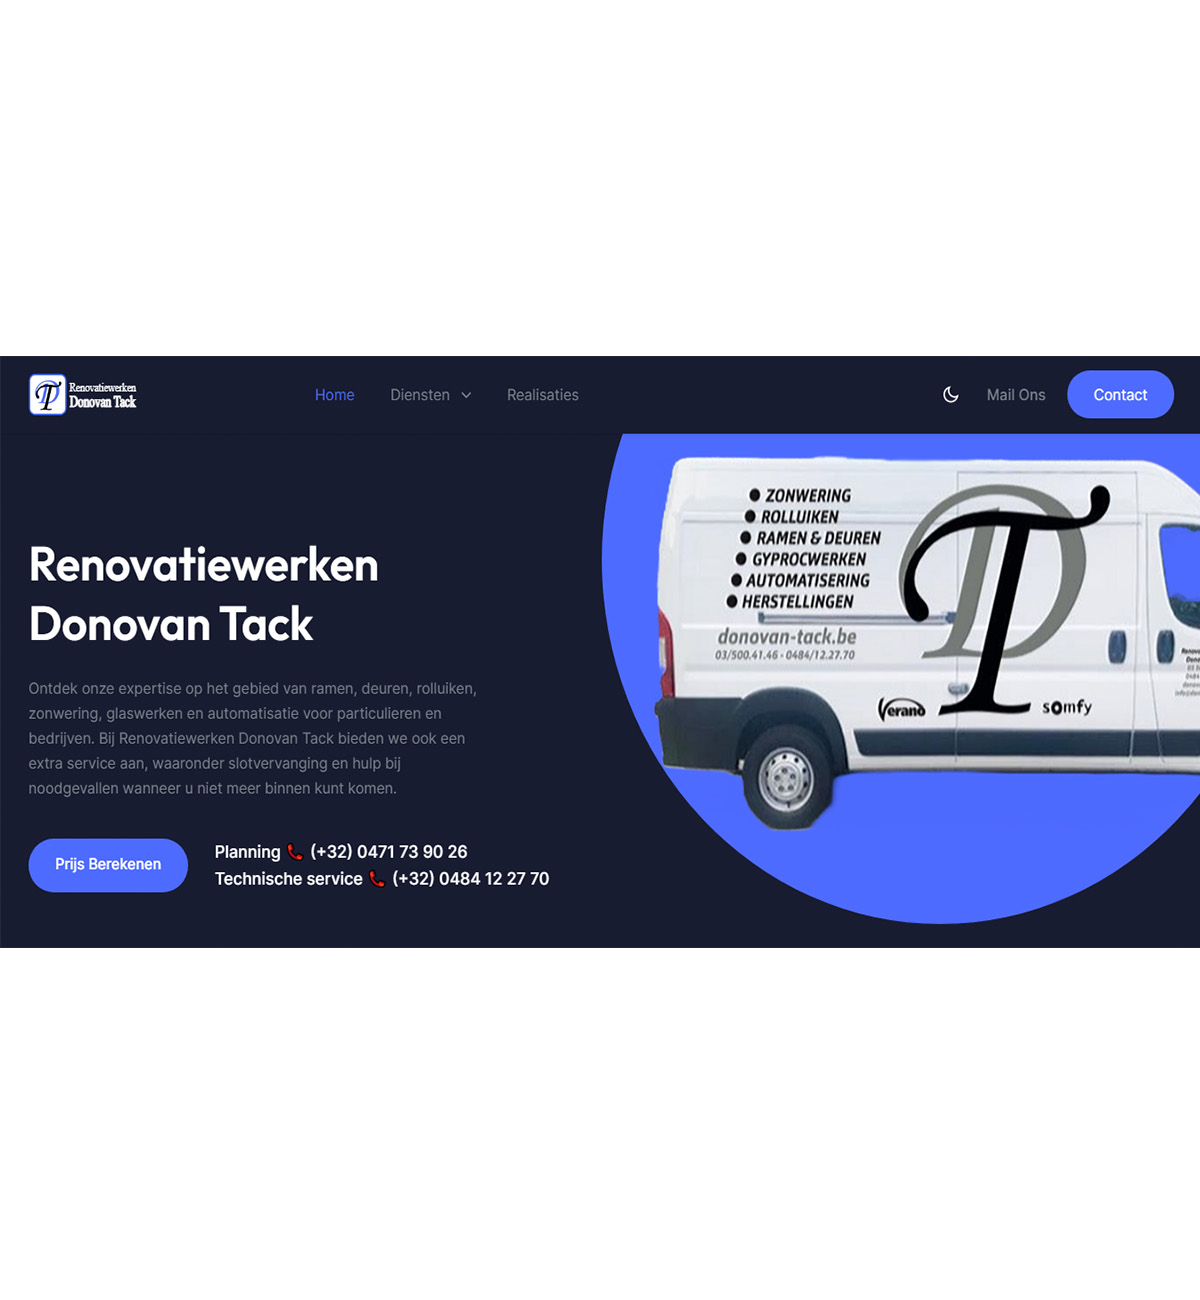 Renovatiewerken
Donovan Tack
Home
Diensten
Realisaties
Mail Ons
Contact
Renovatiewerken
Donovan Tack
Ontdek onze expertise op het gebied van ramen, deuren, rolluiken,
zonwering, glaswerken en automatisatie voor particulieren en
bedrijven. Bij Renovatiewerken Donovan Tack bieden we ook een
extra service aan, waaronder slotvervanging en hulp bij
noodgevallen wanneer u niet meer binnen kunt komen.
Prijs Berekenen
Planning 📞 (+32) 0471 73 90 26
Technische service 📞 (+32) 0484 12 27 70
● ZONWERING
● ROLLUIKEN
● RAMEN & DEUREN
● GYPROCWERKEN
● AUTOMATISERING
● HERSTELLINGEN
donovan-tack.be
03/500.41.46 - 0484/12.27.70
DT
Verano
somfy